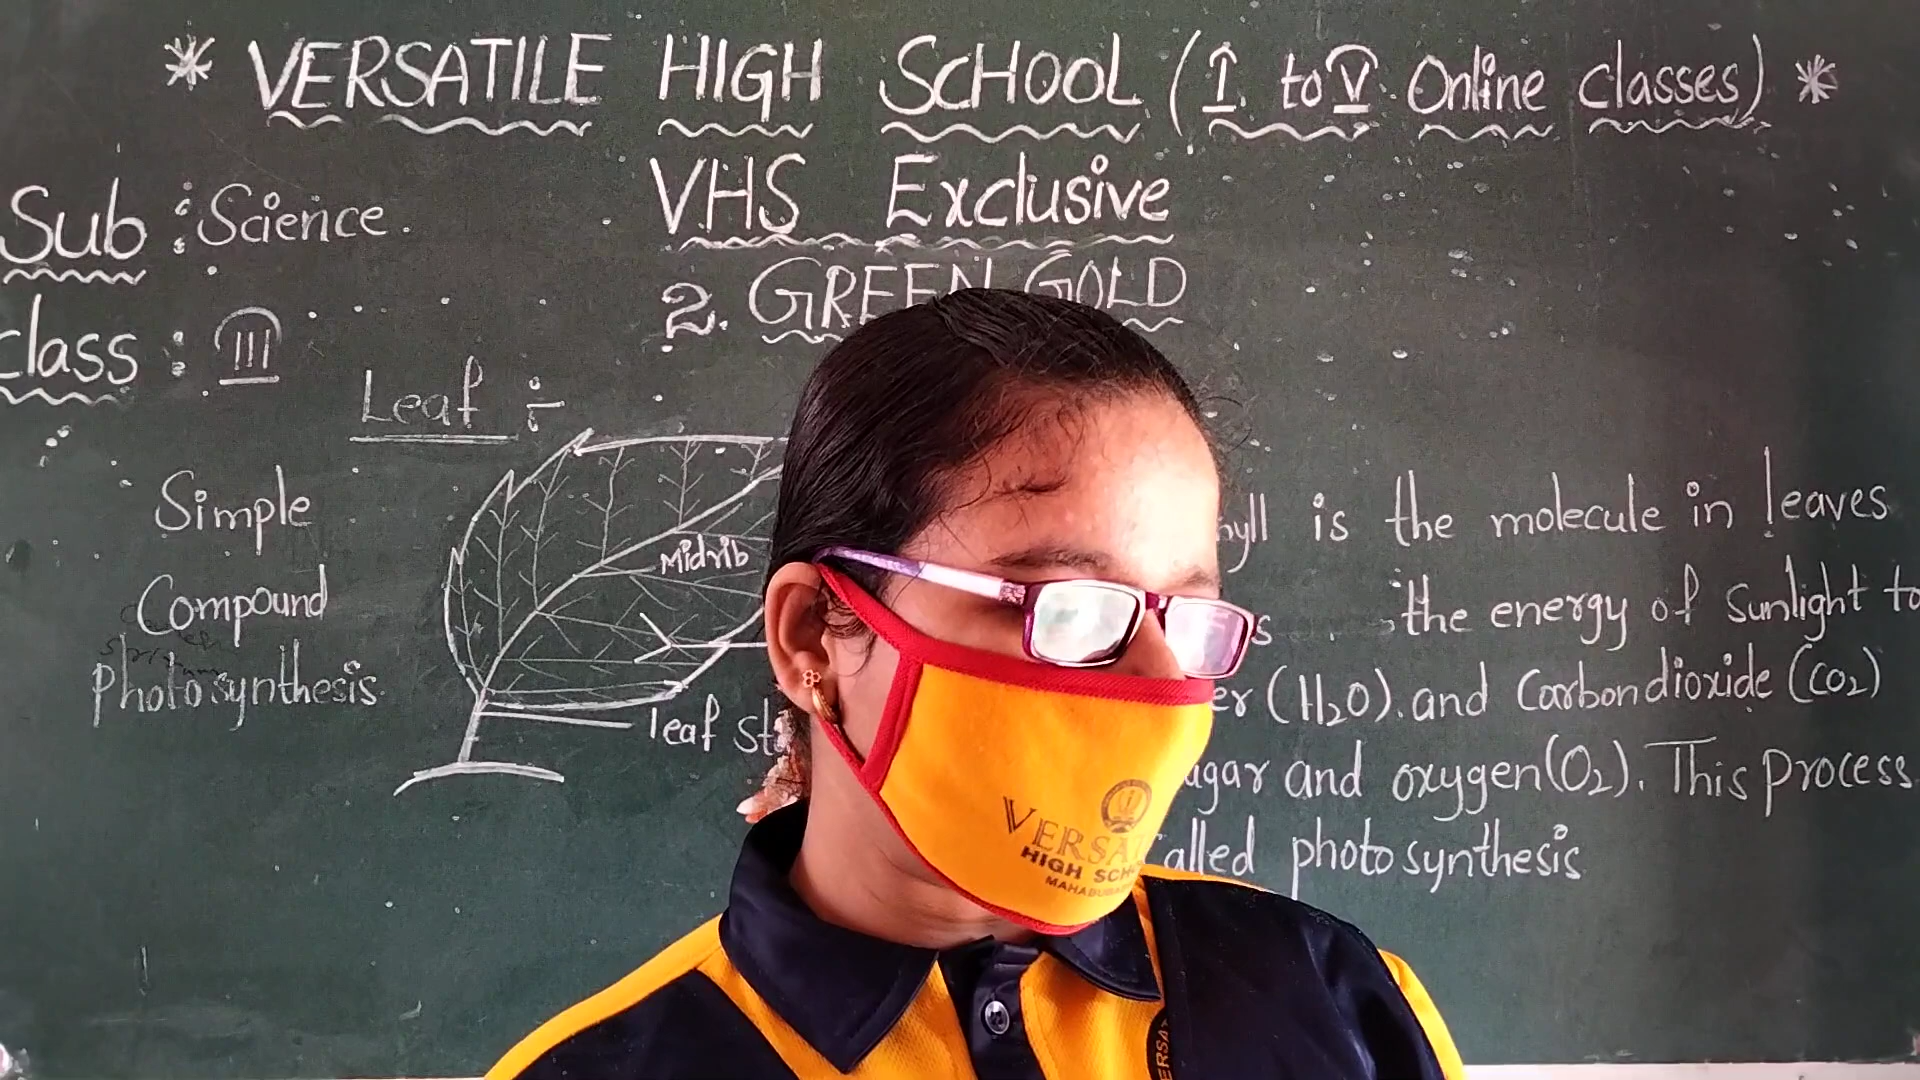 * VERSATILE HIGH SCHOOL (I to V Online classes) *
VHS Exclusive
Sub : Science.
2. GREEN GOLD
class : III
Leaf :-
Simple
Compound
Photosynthesis
Midrib
leaf
is the molecule in leaves
the energy of Sunlight to
(H2O). and Carbondioxide (CO2)
and oxygen(O2). This process
photosynthesis
HIGH